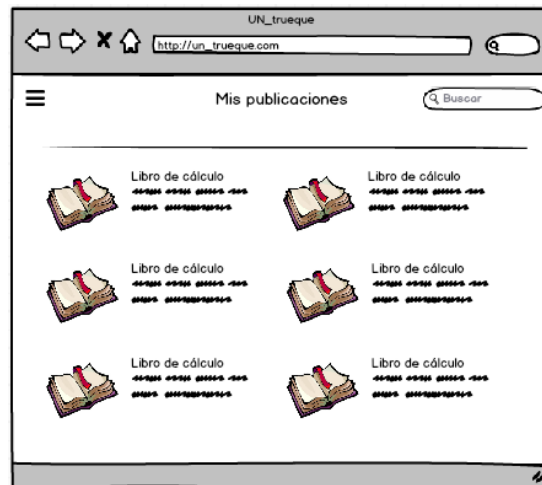 UN_trueque
http://un_trueque.com
Mis publicaciones
Buscar
Libro de cálculo
Libro de cálculo
Libro de cálculo
Libro de cálculo
Libro de cálculo
Libro de cálculo